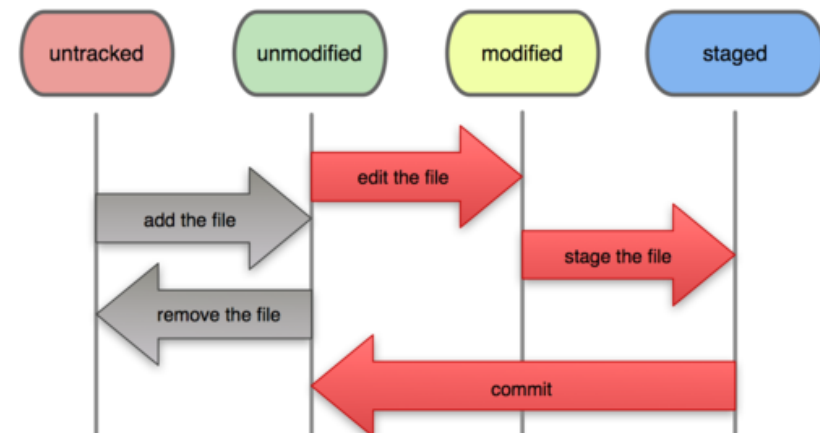 untracked
unmodified
modified
staged
edit the file
add the file
stage the file
remove the file
commit